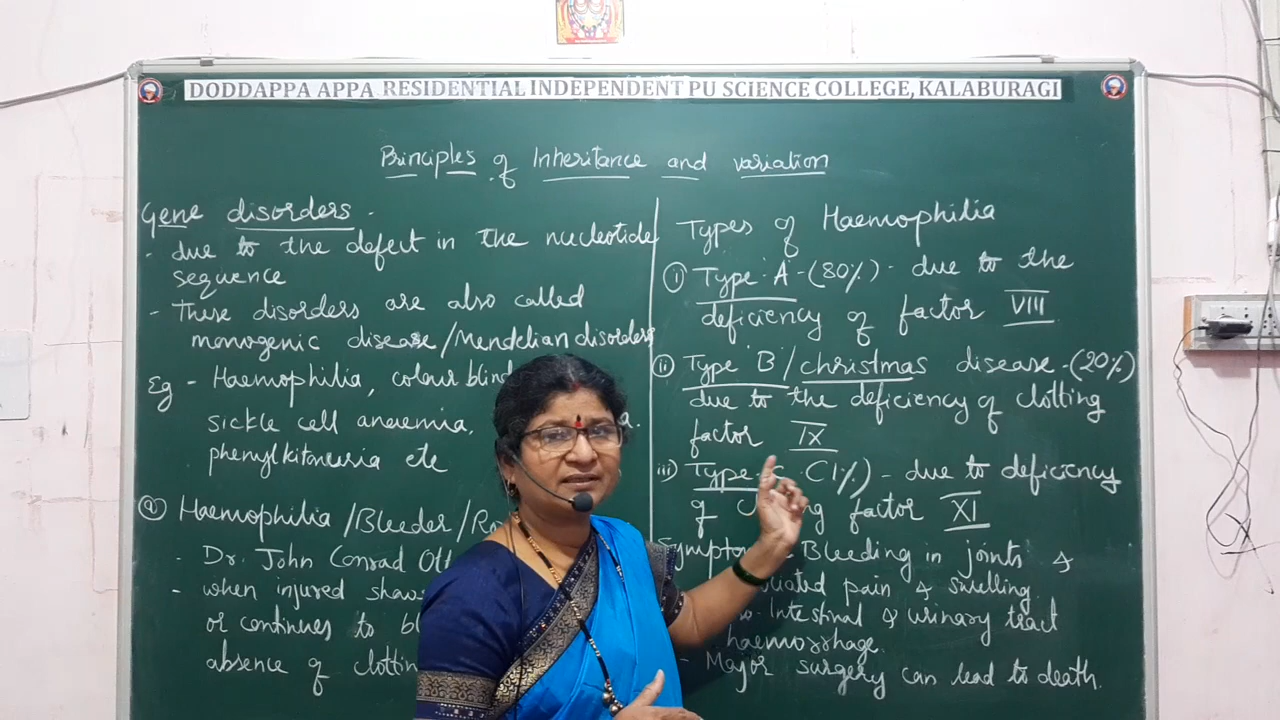 DODDAPPA APPA RESIDENTIAL INDEPENDENT PU SCIENCE COLLEGE, KALABURAGI
Principles of Inheritance and variation
Gene disorders -
- due to the defect in the nucleotide
sequence
- These disorders are also called
monogenic disease/Mendelian disorders
Eg - Haemophilia, colour
sickle cell anaemia,
phenylkitoneuria etc
a) Haemophilia/Bleeder/
- Dr. John Conrad
- when injured
or continues to
absence of
Types of Haemophilia
i) Type 'A' - (80%) - due to the
deficiency of factor VIII
ii) Type 'B'/christmas disease - (20%)
due to the deficiency of clotting
factor IX
iii) Type (1%) - due to deficiency
of factor XI
Bleeding in joints &
pain & swelling
Intestinal & urinary tract
haemorrhage.
- Major surgery can lead to death.